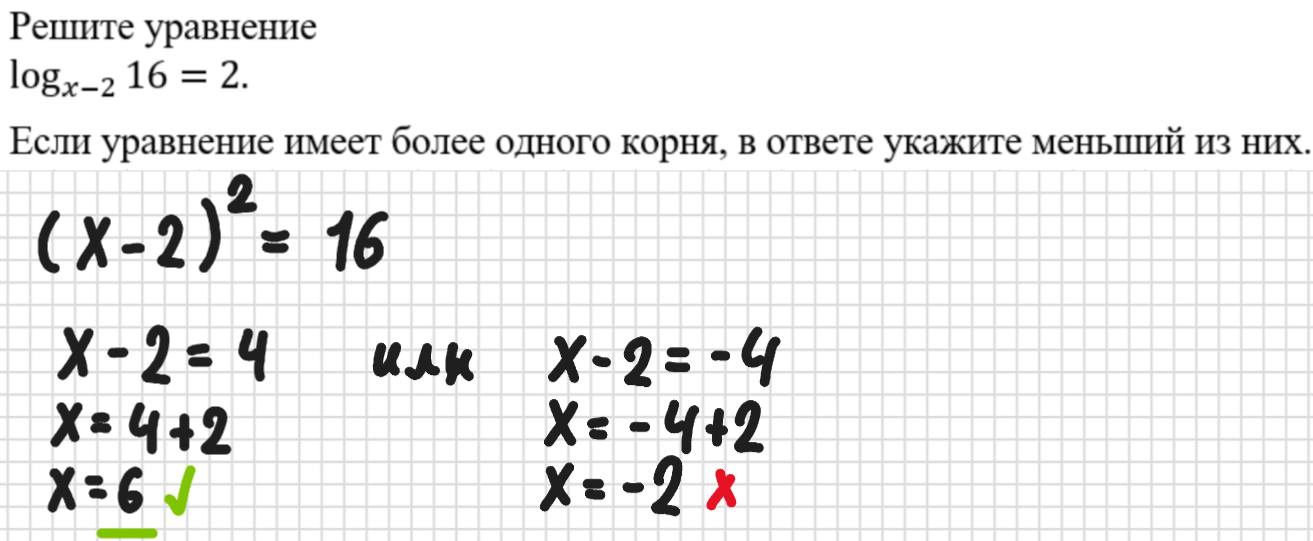 Решите уравнение
logₓ₋₂ 16 = 2.
Если уравнение имеет более одного корня, в ответе укажите меньший из них.
(x-2)² = 16
x-2=4 или x-2=-4
x=4+2 x=-4+2
x=6 ✓ x=-2 ✗